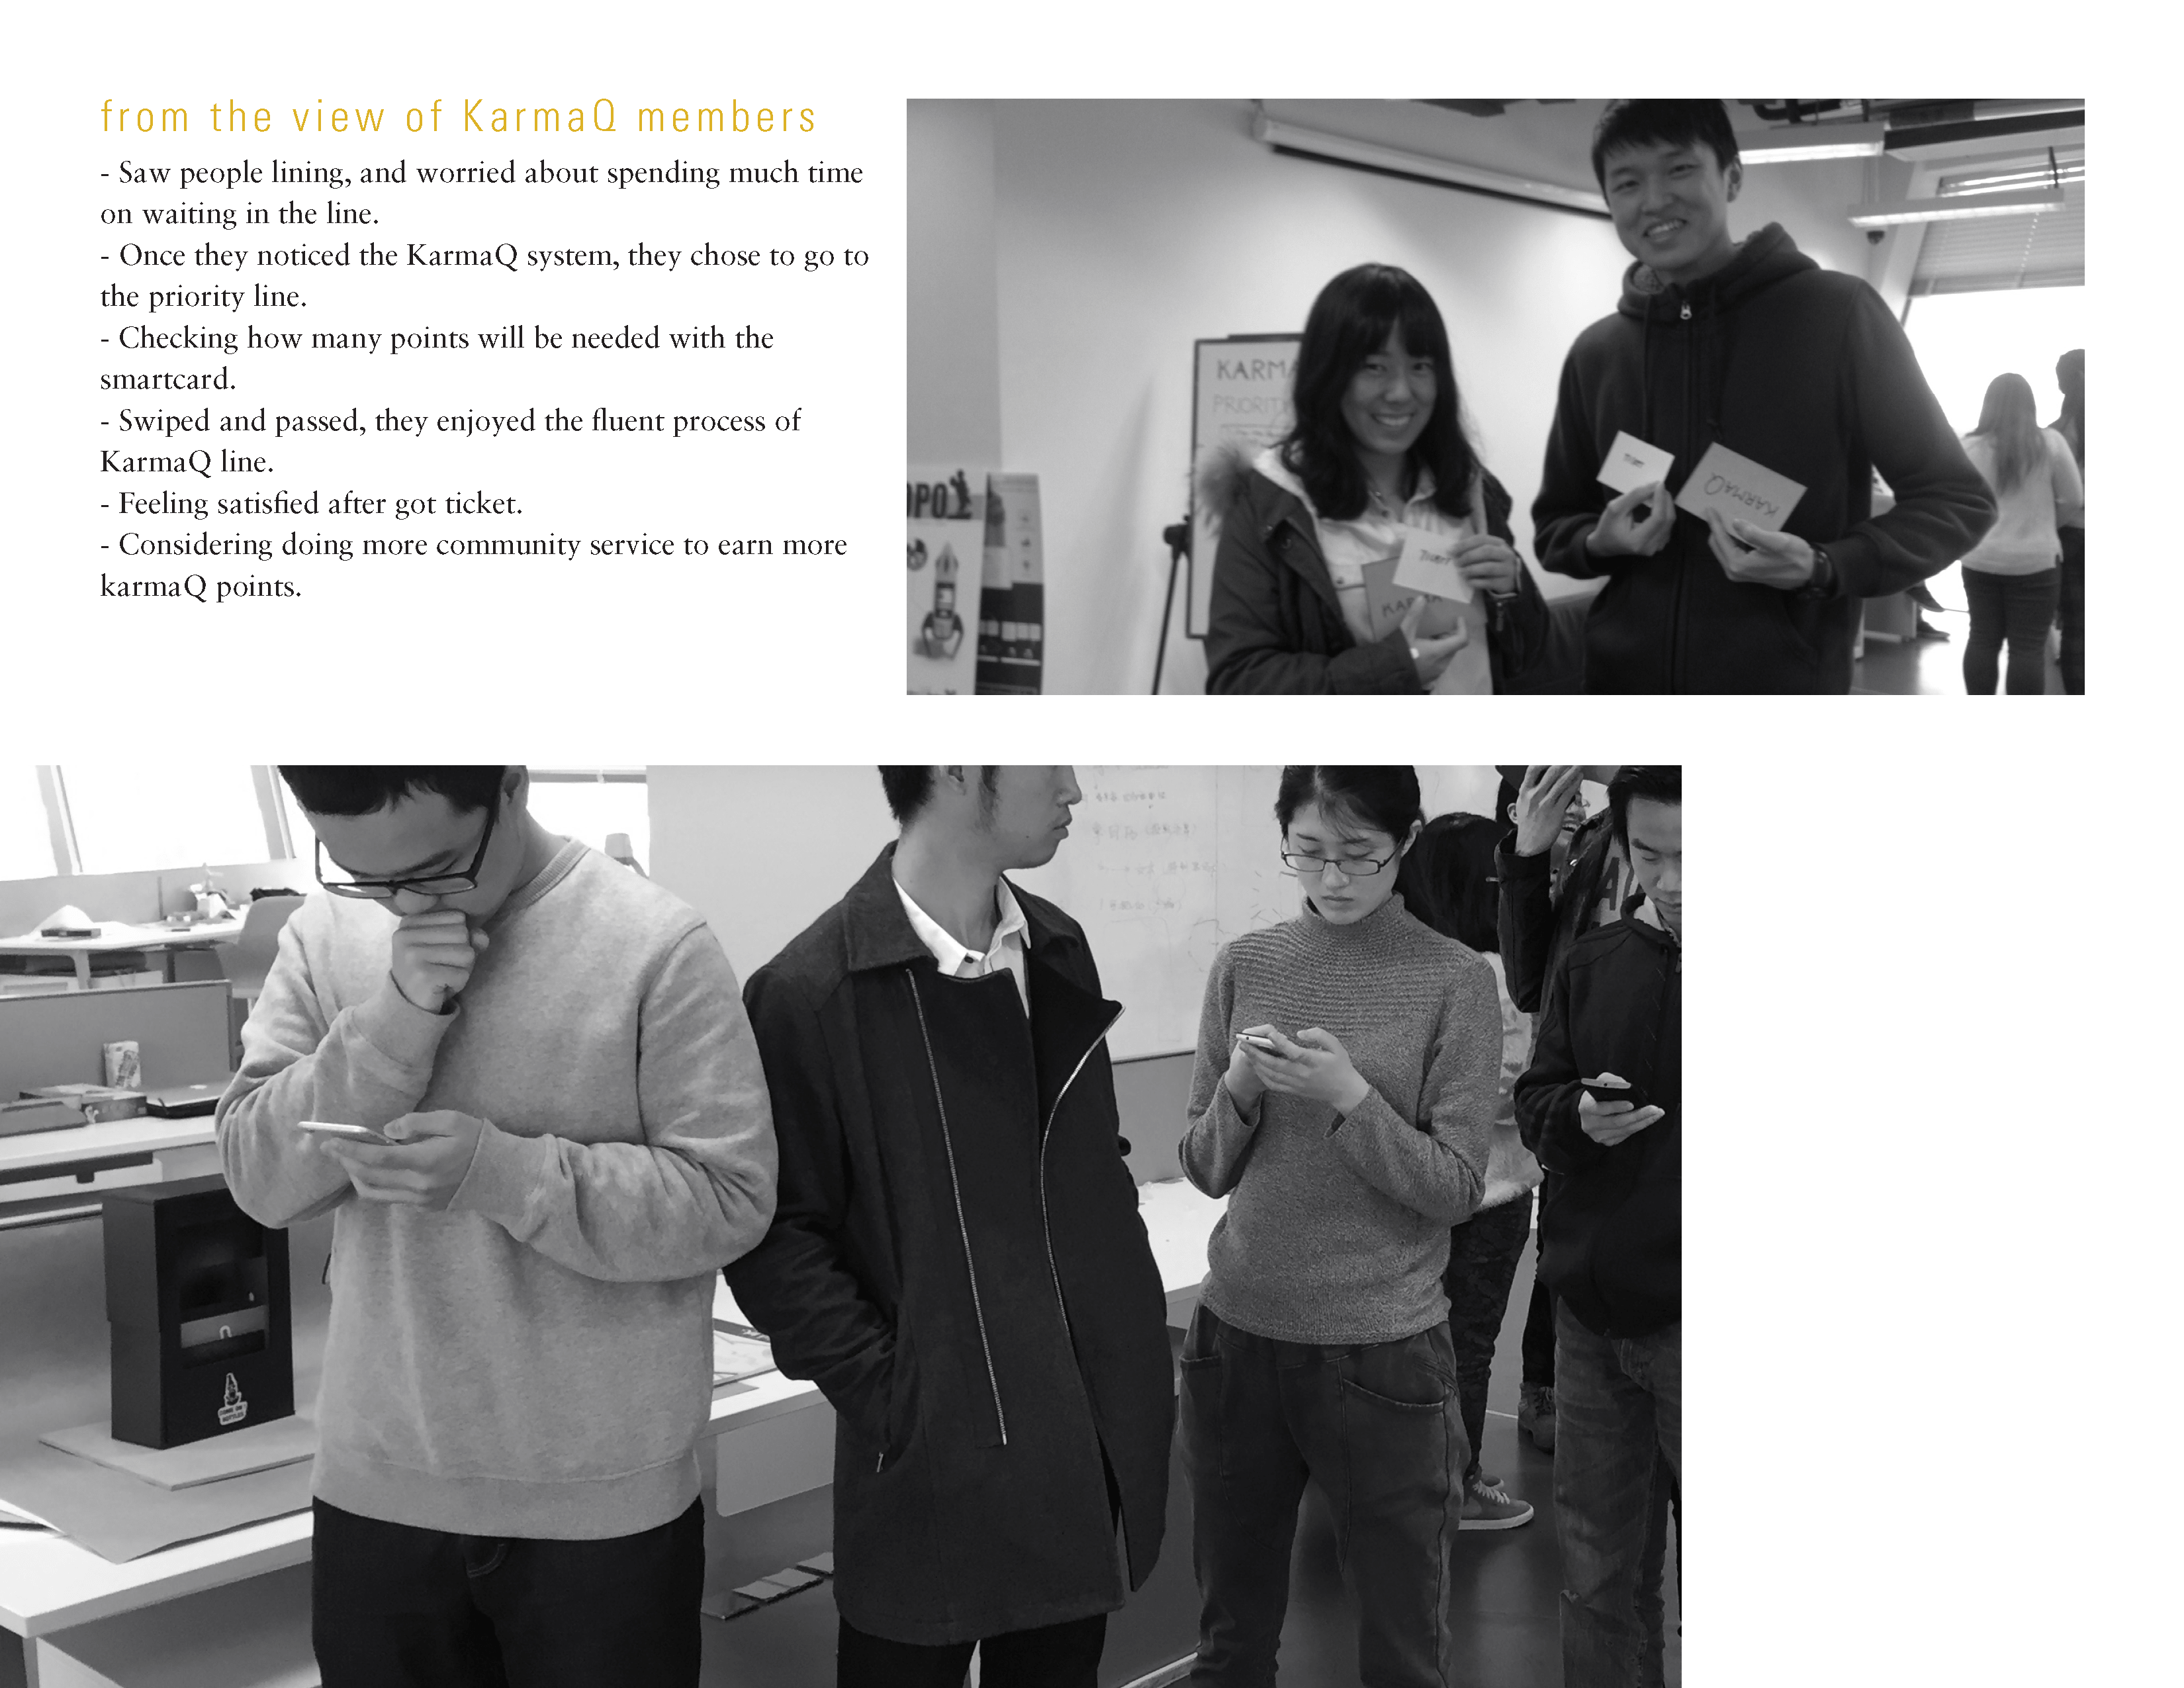 from the view of KarmaQ members
- Saw people lining, and worried about spending much time
on waiting in the line.
- Once they noticed the KarmaQ system, they chose to go to
the priority line.
- Checking how many points will be needed with the
smartcard.
- Swiped and passed, they enjoyed the fluent process of
KarmaQ line.
- Feeling satisfied after got ticket.
- Considering doing more community service to earn more
karmaQ points.
KARMA
PRIORIT
OPO
KARMAQ
Ticket
KARMA